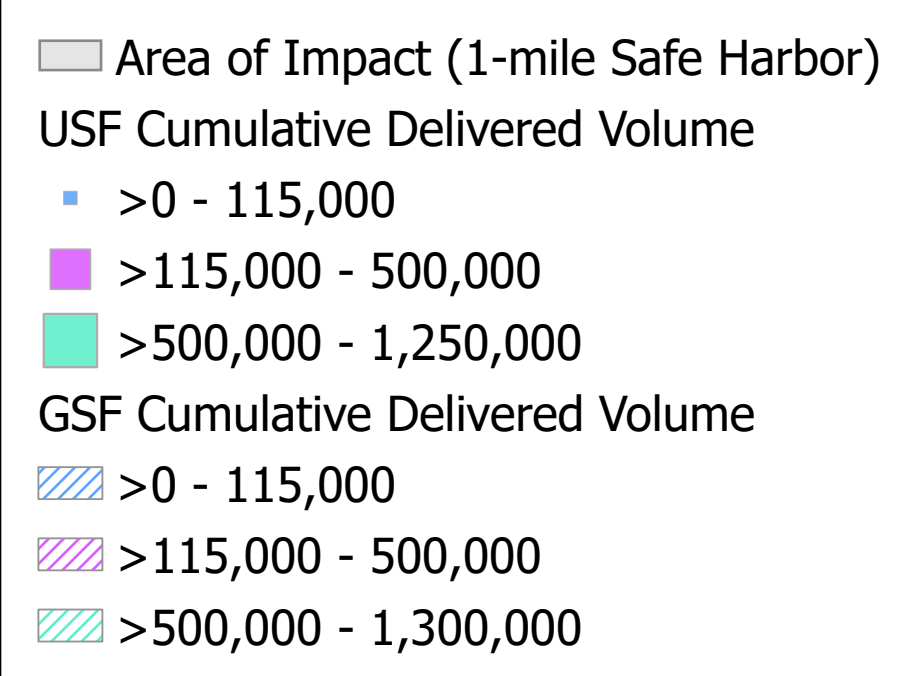 Area of Impact (1-mile Safe Harbor)
USF Cumulative Delivered Volume
>0 - 115,000
>115,000 - 500,000
>500,000 - 1,250,000
GSF Cumulative Delivered Volume
>0 - 115,000
>115,000 - 500,000
>500,000 - 1,300,000